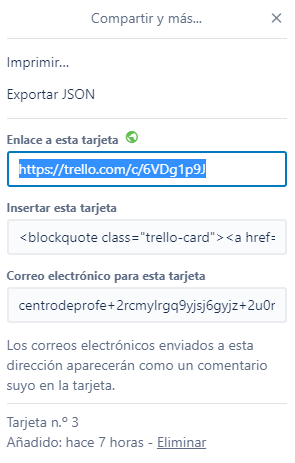 Compartir y más...
Imprimir...
Exportar JSON
Enlace a esta tarjeta
https://trello.com/c/6VDg1p9J
Insertar esta tarjeta
<blockquote class="trello-card"><a href=
Correo electrónico para esta tarjeta
centrodeprofe+2rcmylrgq9yjsj6gyjz+2u0r
Los correos electrónicos enviados a esta
dirección aparecerán como un comentario
suyo en la tarjeta.
Tarjeta n.º 3
Añadido: hace 7 horas - Eliminar